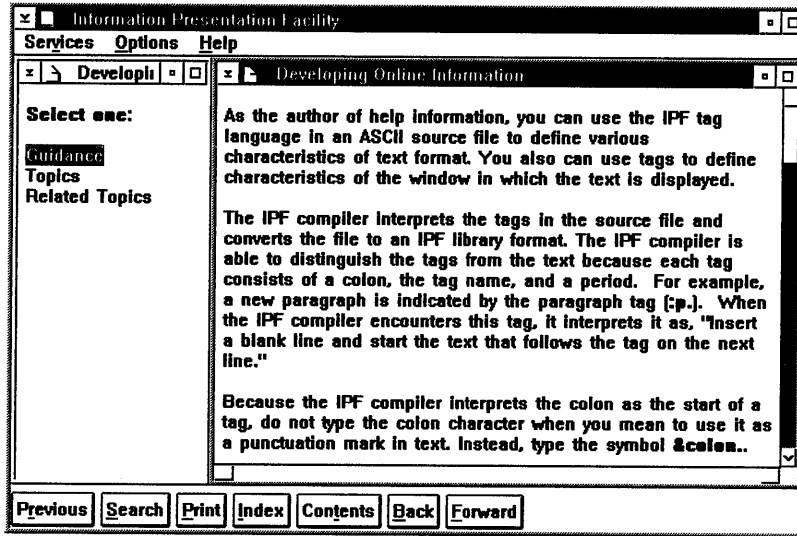 Information Presentation Facility
Services Options Help
Developi
Select one:
Guidance
Topics
Related Topics
Developing Online Information
As the author of help information, you can use the IPF tag
language in an ASCII source file to define various
characteristics of text format. You also can use tags to define
characteristics of the window in which the text is displayed.
The IPF compiler interprets the tags in the source file and
converts the file to an IPF library format. The IPF compiler is
able to distinguish the tags from the text because each tag
consists of a colon, the tag name, and a period. For example,
a new paragraph is indicated by the paragraph tag (:p.). When
the IPF compiler encounters this tag, it interprets it as, "Insert
a blank line and start the text that follows the tag on the next
line."
Because the IPF compiler interprets the colon as the start of a
tag, do not type the colon character when you mean to use it as
a punctuation mark in text. Instead, type the symbol &colon..
Previous Search Print Index Contents Back Forward